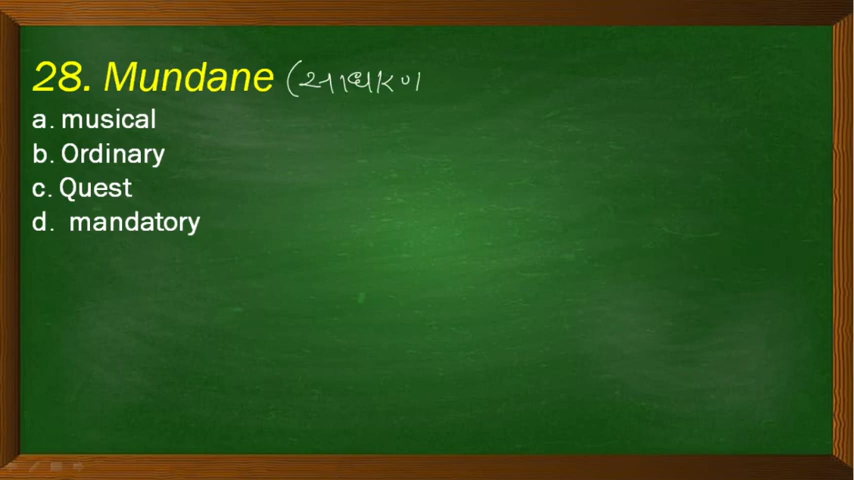 28. Mundane (સાધારણ
a. musical
b. Ordinary
c. Quest
d. mandatory